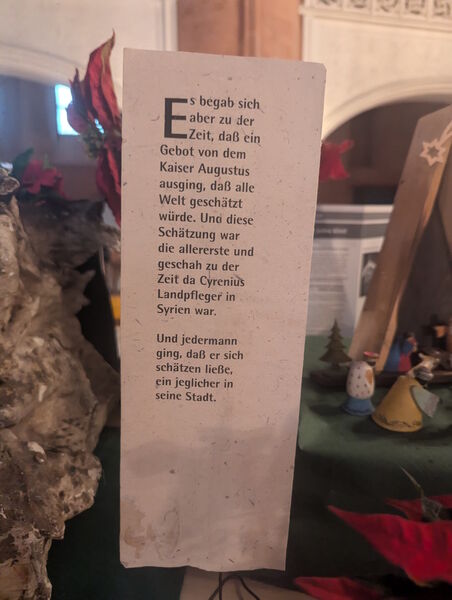 Es begab sich
aber zu der
Zeit, daß ein
Gebot von dem
Kaiser Augustus
ausging, daß alle
Welt geschätzt
würde. Und diese
Schätzung war
die allererste und
geschah zu der
Zeit da Cyrenius
Landpfleger in
Syrien war.
Und jedermann
ging, daß er sich
schätzen ließe,
ein jeglicher in
seine Stadt.